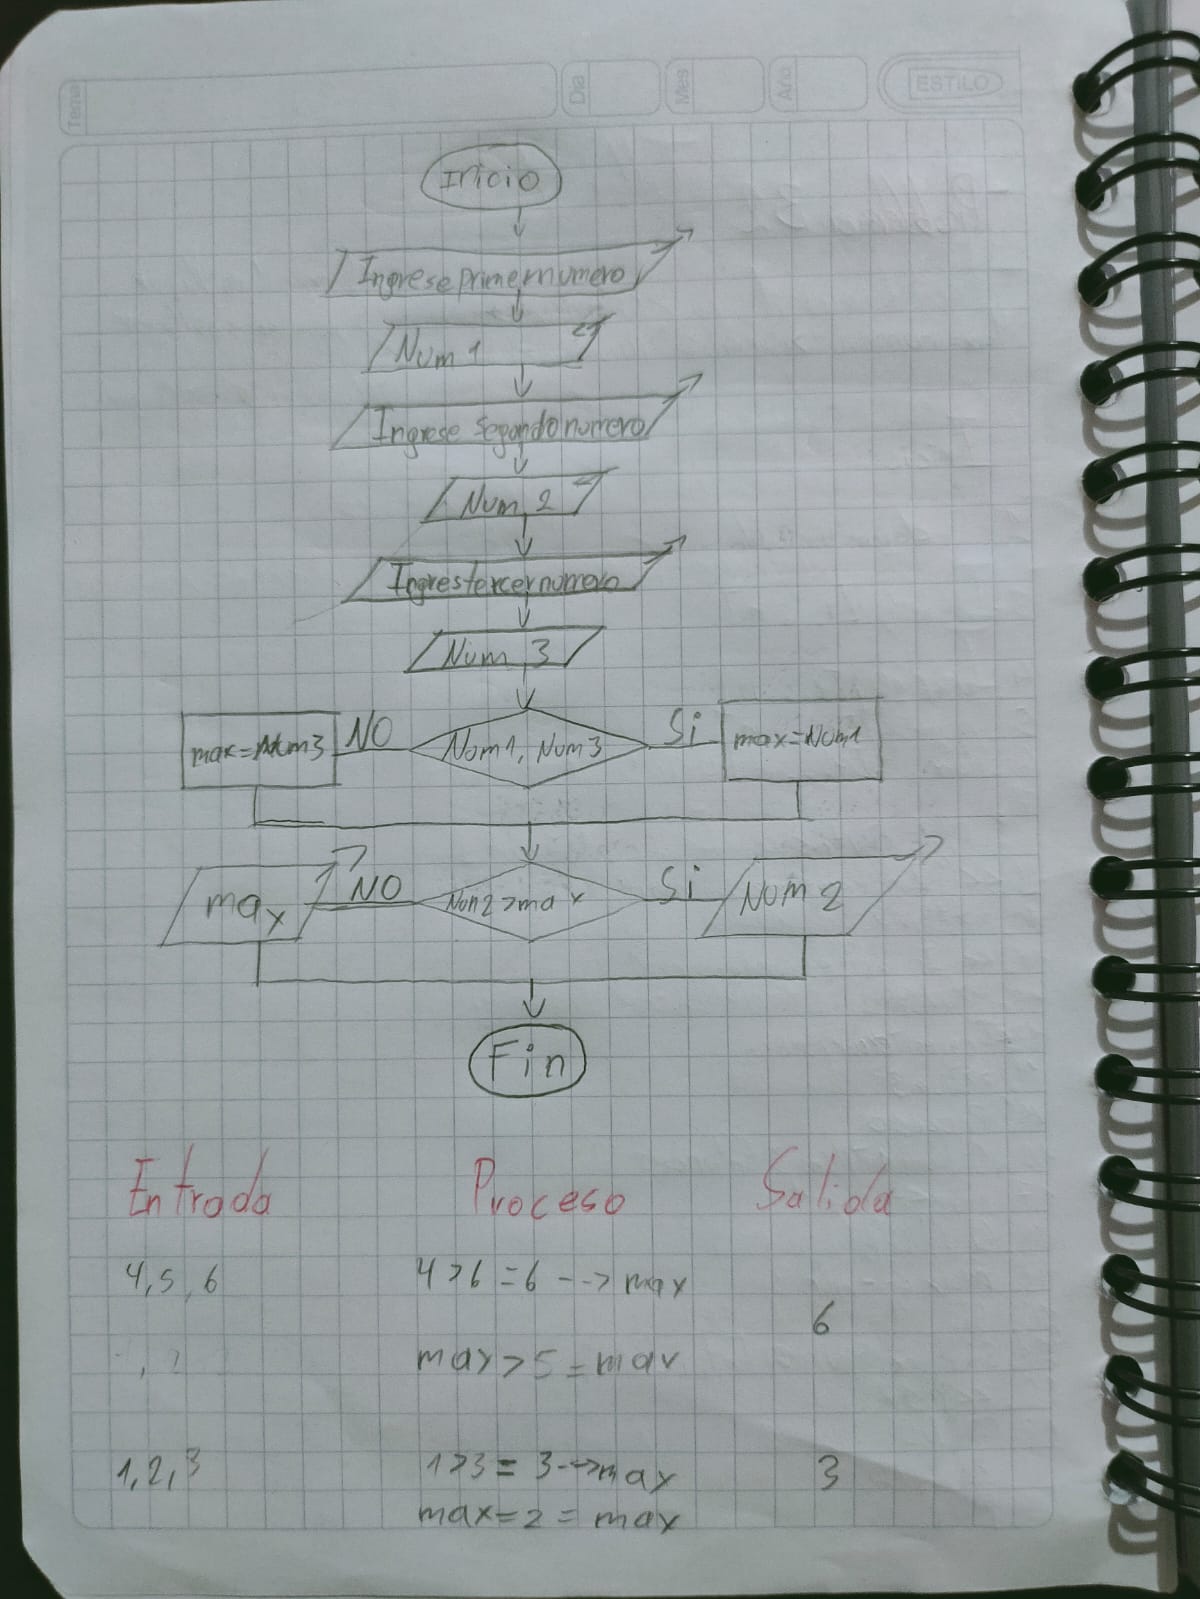 Tema Dia Mes Año ESTILO
Inicio
Ingrese primer numero
Num 1
Ingrese segundo numero
Num 2
Ingres tercer numero
Num 3
max=Num3 NO Num1, Num3 Si max=Num1
max NO Num2 >max Si Num 2
Fin
Entrada Proceso Salida
4,5,6 4>6 = 6 --> max
6
max>5 = max
1,2,3 1>3 = 3-->max 3
max=2 = max